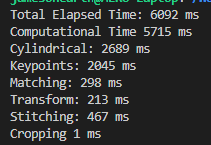 Total Elapsed Time: 6092 ms
Computational Time 5715 ms
Cylindrical: 2689 ms
Keypoints: 2045 ms
Matching: 298 ms
Transform: 213 ms
Stitching: 467 ms
Cropping 1 ms